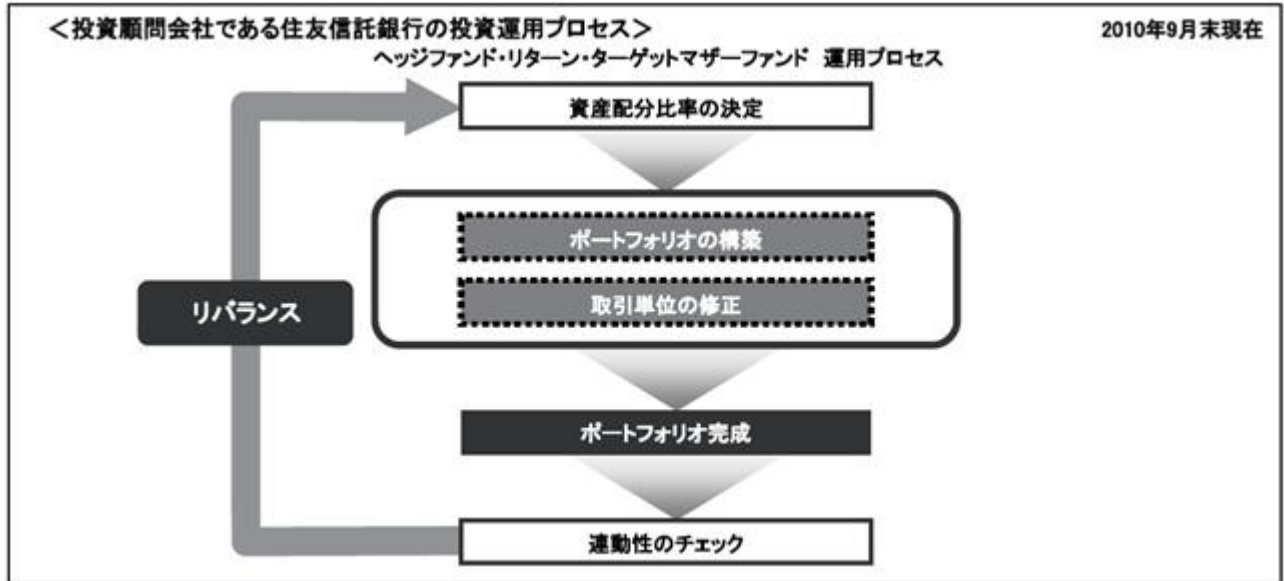 ＜投資顧問会社である住友信託銀行の投資運用プロセス＞ 2010年9月末現在
ヘッジファンド・リターン・ターゲットマザーファンド 運用プロセス
資産配分比率の決定
ポートフォリオの構築
取引単位の修正
リバランス
ポートフォリオ完成
連動性のチェック